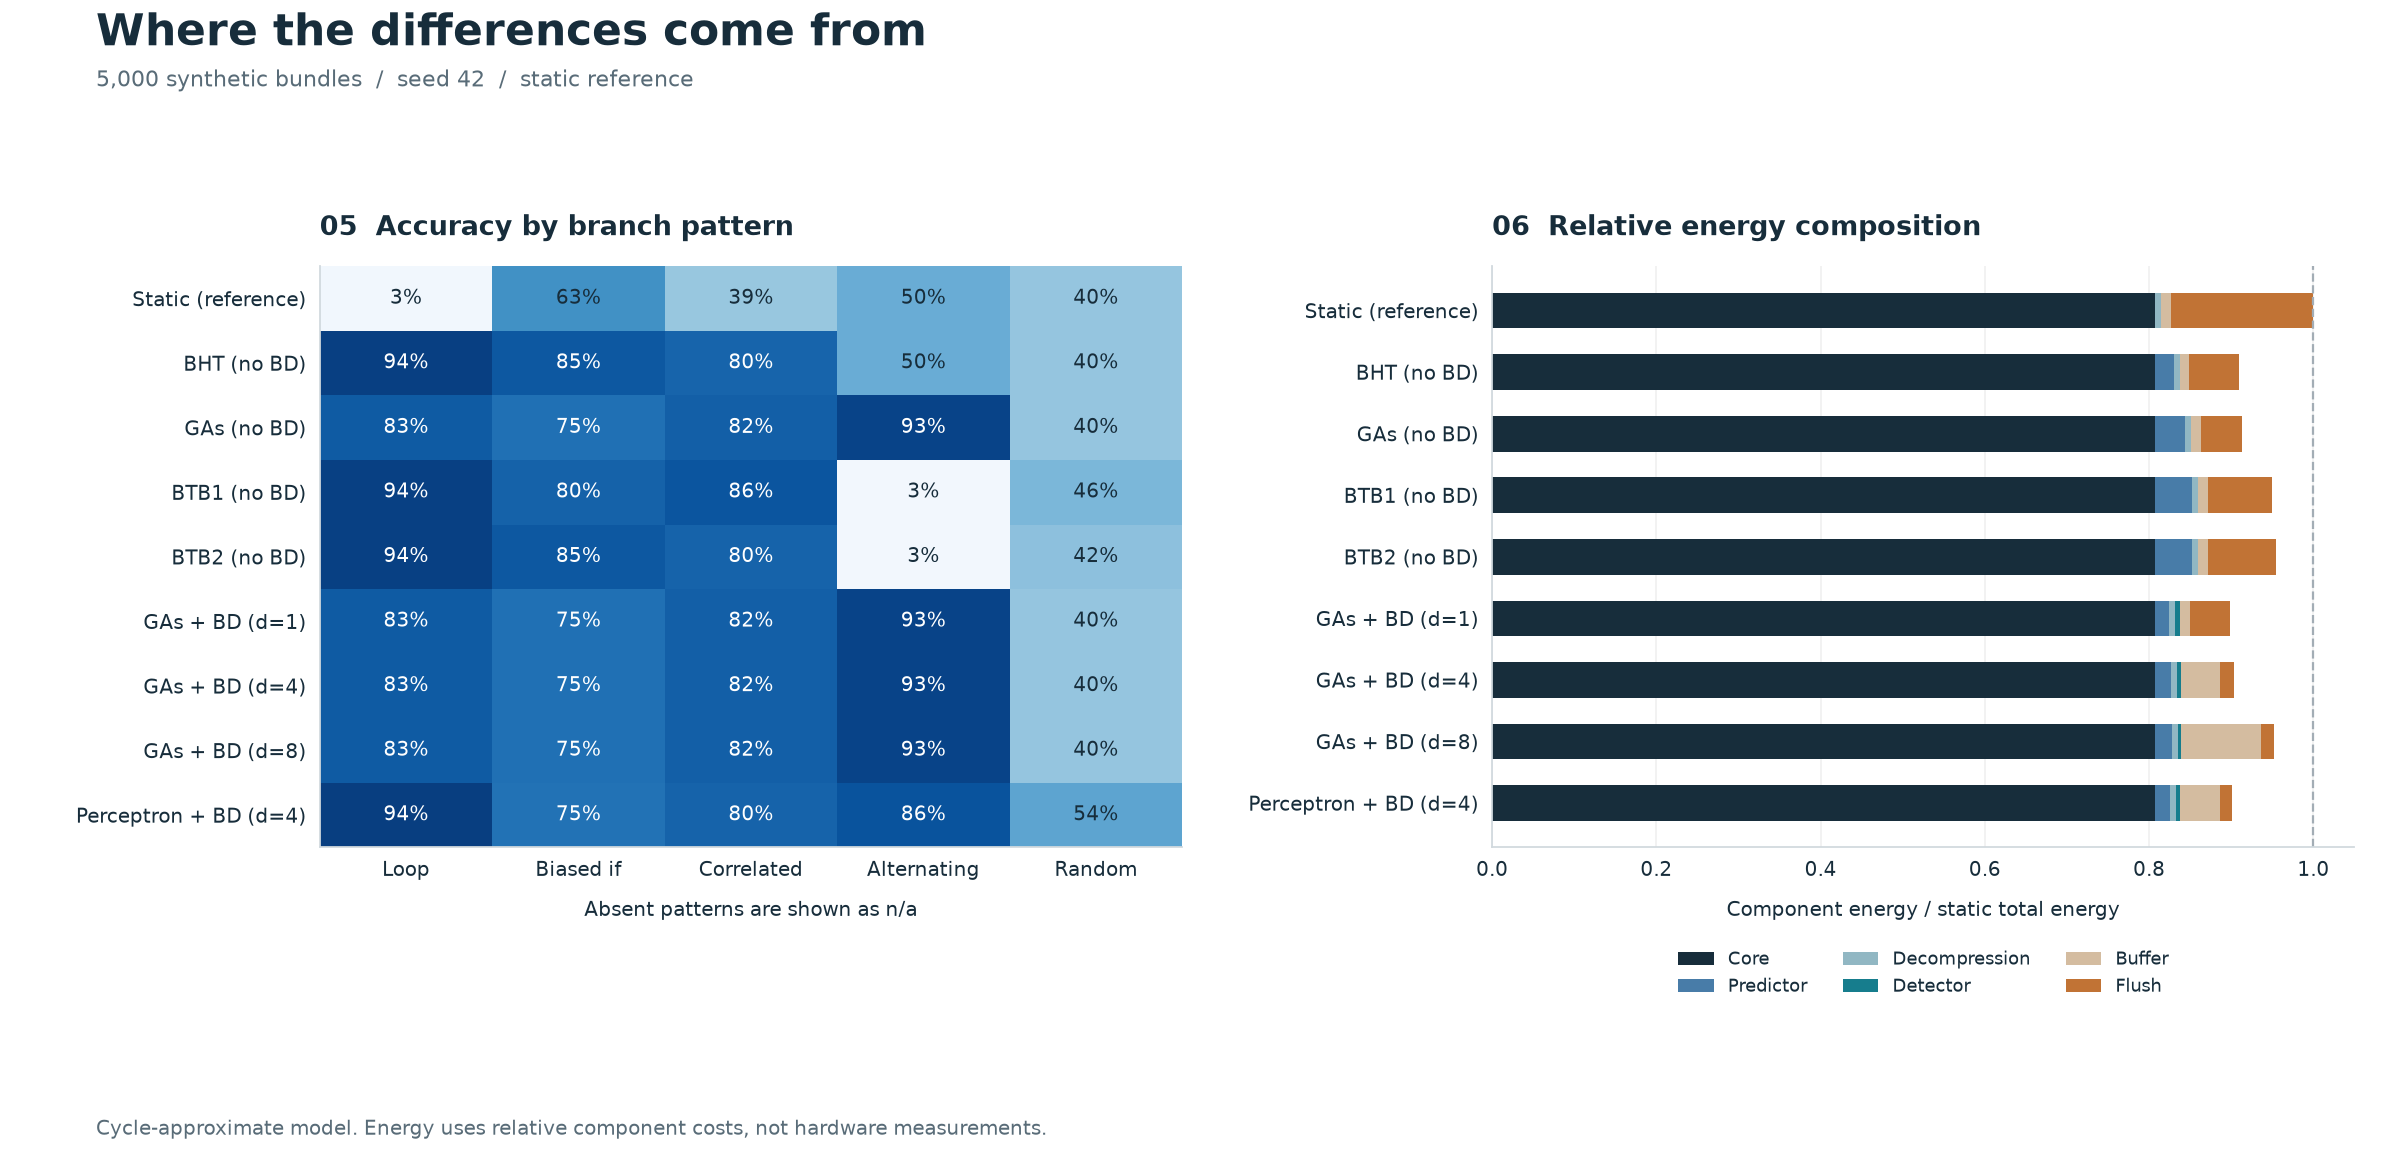 Where the differences come from
5,000 synthetic bundles / seed 42 / static reference
05 Accuracy by branch pattern
Static (reference) 3% 63% 39% 50% 40%
BHT (no BD) 94% 85% 80% 50% 40%
GAs (no BD) 83% 75% 82% 93% 40%
BTB1 (no BD) 94% 80% 86% 3% 46%
BTB2 (no BD) 94% 85% 80% 3% 42%
GAs + BD (d=1) 83% 75% 82% 93% 40%
GAs + BD (d=4) 83% 75% 82% 93% 40%
GAs + BD (d=8) 83% 75% 82% 93% 40%
Perceptron + BD (d=4) 94% 75% 80% 86% 54%
Loop Biased if Correlated Alternating Random
Absent patterns are shown as n/a
06 Relative energy composition
Static (reference)
BHT (no BD)
GAs (no BD)
BTB1 (no BD)
BTB2 (no BD)
GAs + BD (d=1)
GAs + BD (d=4)
GAs + BD (d=8)
Perceptron + BD (d=4)
0.0 0.2 0.4 0.6 0.8 1.0
Component energy / static total energy
Core Decompression Buffer
Predictor Detector Flush
Cycle-approximate model. Energy uses relative component costs, not hardware measurements.